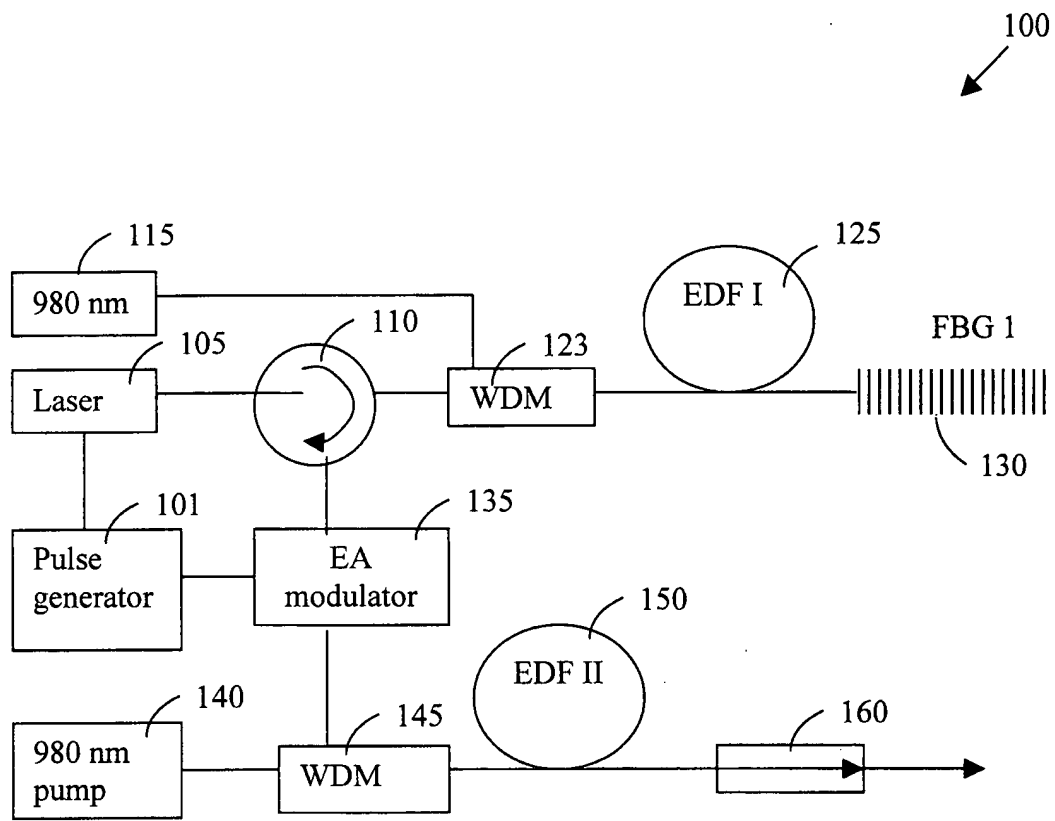 100
115
980 nm
125
EDF I
FBG 1
110
105
123
Laser
WDM
130
101
135
Pulse
generator
EA
modulator
150
EDF II
140
145
160
980 nm
pump
WDM